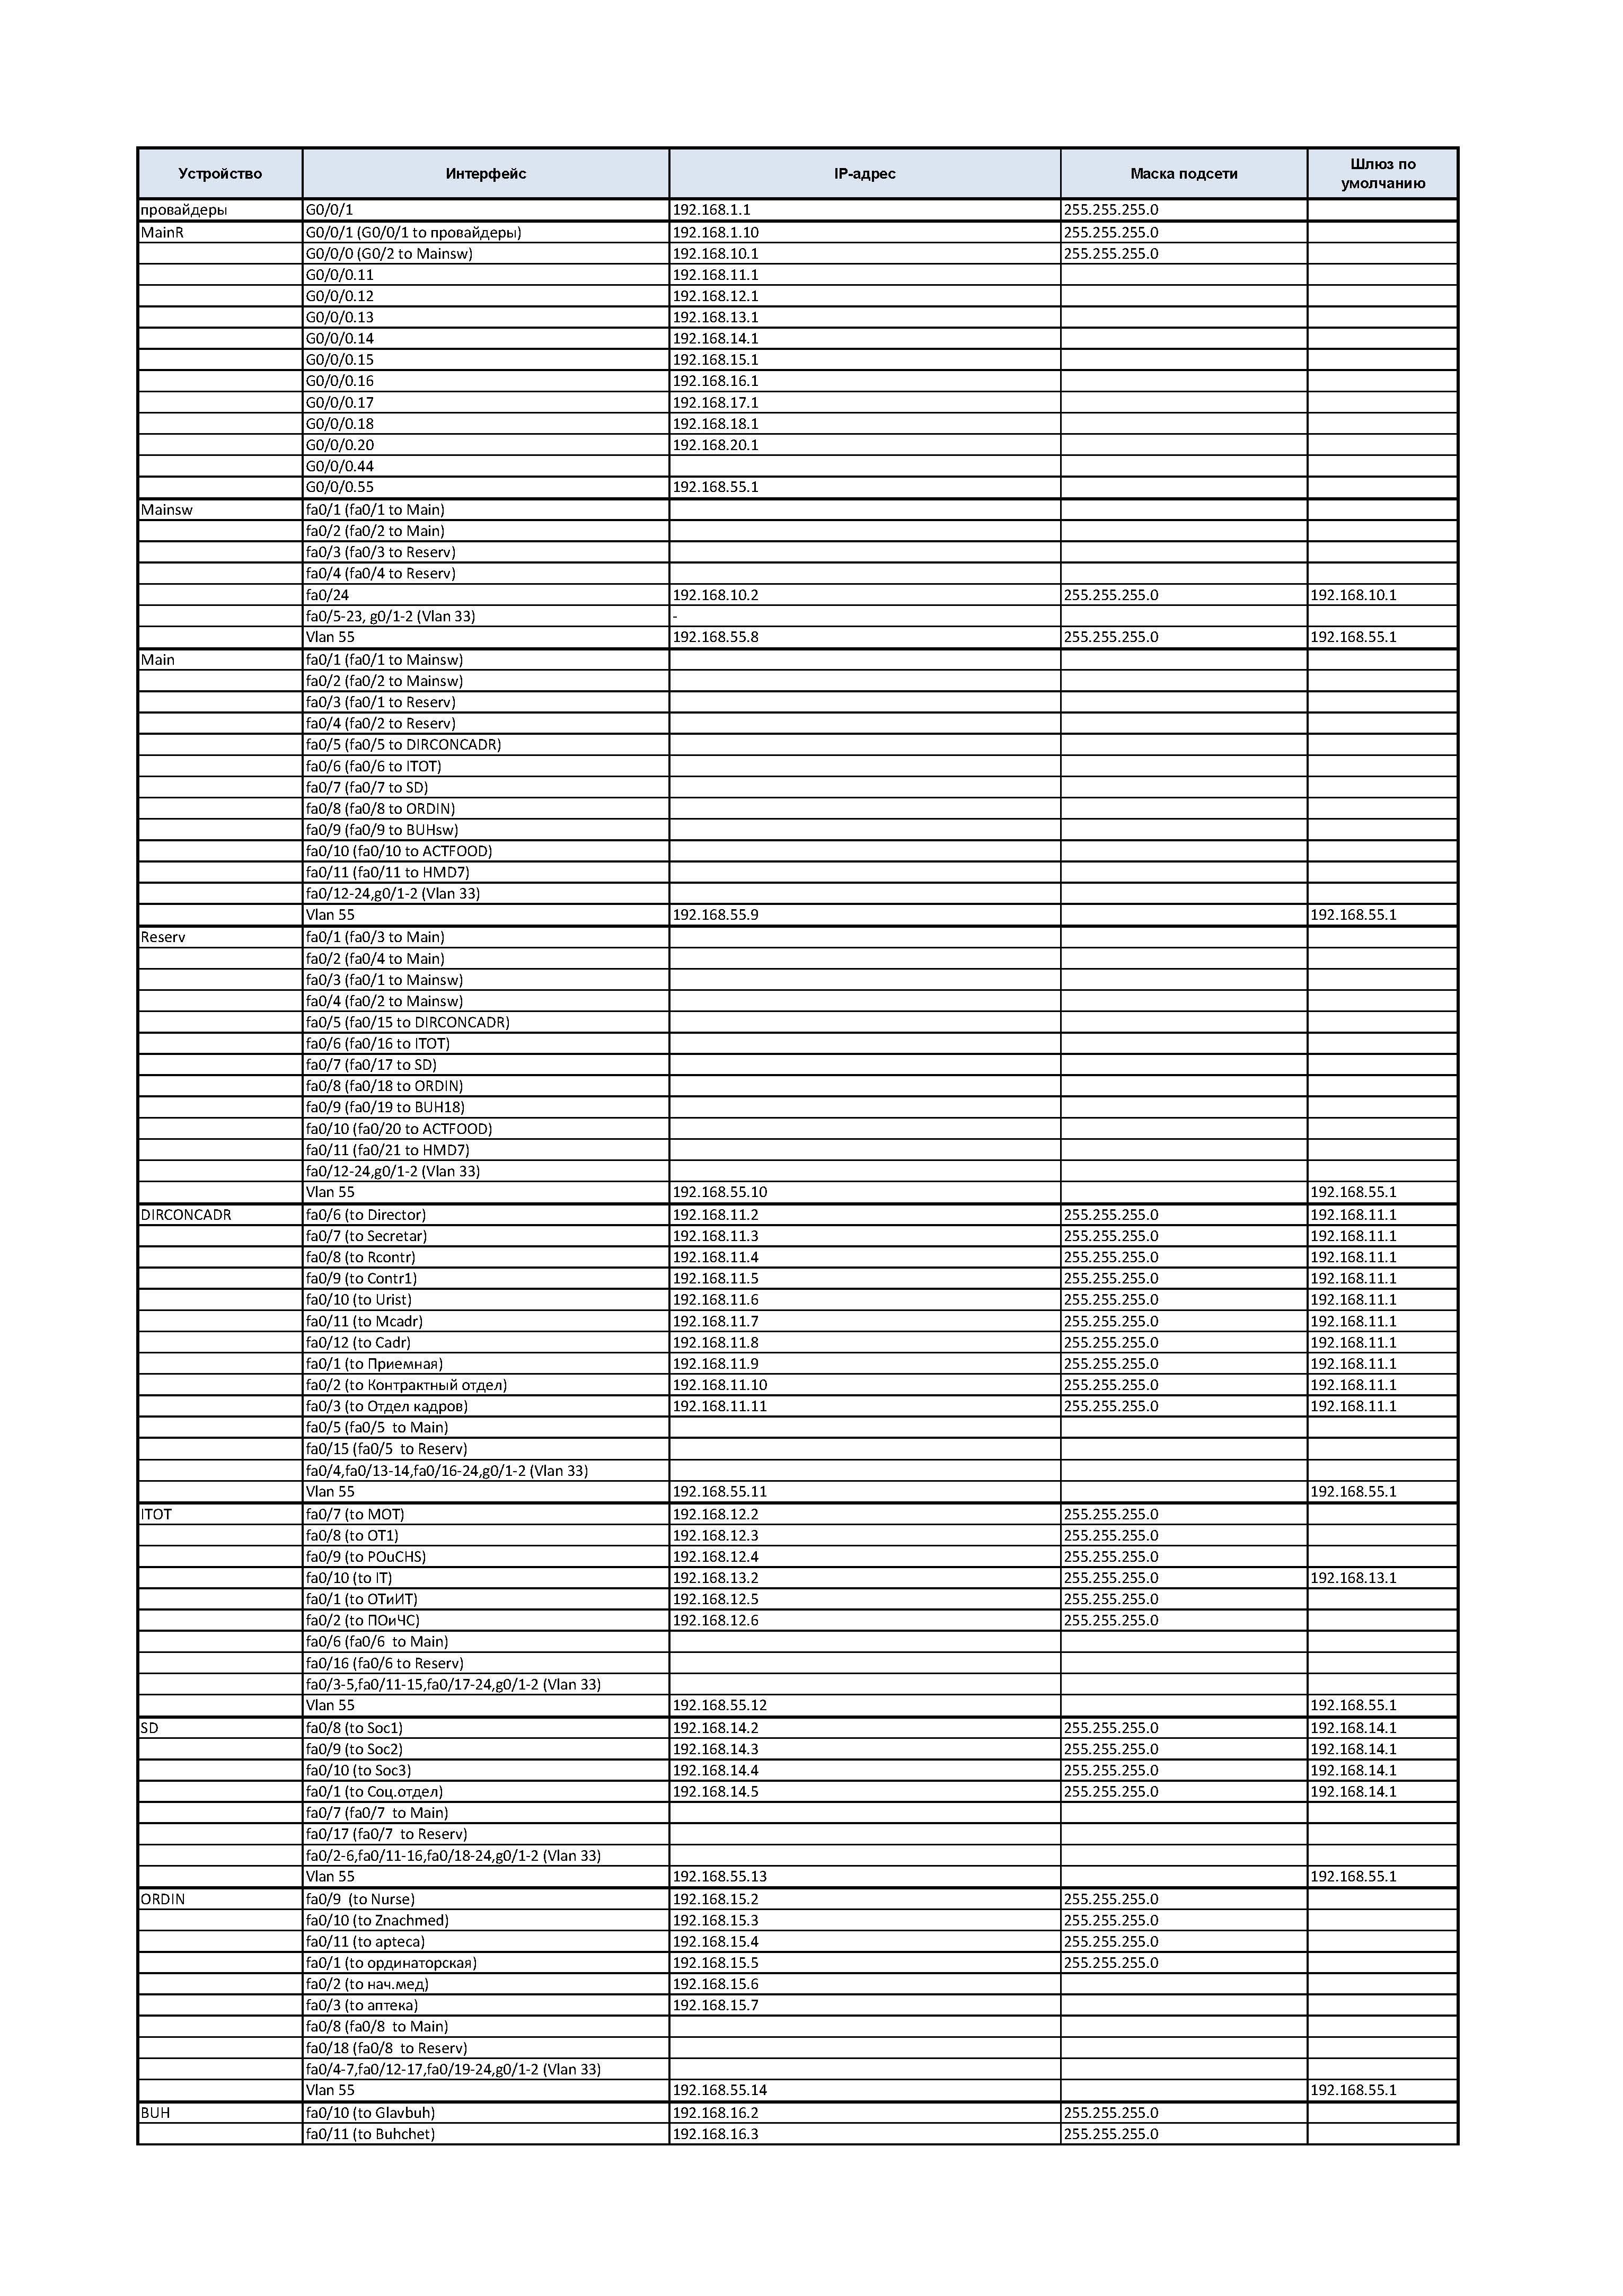 Устройство Интерфейс IP-адрес Маска подсети Шлюз по умолчанию
провайдеры G0/0/1 192.168.1.1 255.255.255.0
MainR G0/0/1 (G0/0/1 to провайдеры) 192.168.1.10 255.255.255.0
G0/0/0 (G0/2 to Mainsw) 192.168.10.1 255.255.255.0
G0/0/0.11 192.168.11.1
G0/0/0.12 192.168.12.1
G0/0/0.13 192.168.13.1
G0/0/0.14 192.168.14.1
G0/0/0.15 192.168.15.1
G0/0/0.16 192.168.16.1
G0/0/0.17 192.168.17.1
G0/0/0.18 192.168.18.1
G0/0/0.20 192.168.20.1
G0/0/0.44
G0/0/0.55 192.168.55.1
Mainsw fa0/1 (fa0/1 to Main)
fa0/2 (fa0/2 to Main)
fa0/3 (fa0/3 to Reserv)
fa0/4 (fa0/4 to Reserv)
fa0/24 192.168.10.2 255.255.255.0 192.168.10.1
fa0/5-23, g0/1-2 (Vlan 33) -
Vlan 55 192.168.55.8 255.255.255.0 192.168.55.1
Main fa0/1 (fa0/1 to Mainsw)
fa0/2 (fa0/2 to Mainsw)
fa0/3 (fa0/1 to Reserv)
fa0/4 (fa0/2 to Reserv)
fa0/5 (fa0/5 to DIRCONCADR)
fa0/6 (fa0/6 to ITOT)
fa0/7 (fa0/7 to SD)
fa0/8 (fa0/8 to ORDIN)
fa0/9 (fa0/9 to BUHsw)
fa0/10 (fa0/10 to ACTFOOD)
fa0/11 (fa0/11 to HMD7)
fa0/12-24,g0/1-2 (Vlan 33)
Vlan 55 192.168.55.9 192.168.55.1
Reserv fa0/1 (fa0/3 to Main)
fa0/2 (fa0/4 to Main)
fa0/3 (fa0/1 to Mainsw)
fa0/4 (fa0/2 to Mainsw)
fa0/5 (fa0/15 to DIRCONCADR)
fa0/6 (fa0/16 to ITOT)
fa0/7 (fa0/17 to SD)
fa0/8 (fa0/18 to ORDIN)
fa0/9 (fa0/19 to BUH18)
fa0/10 (fa0/20 to ACTFOOD)
fa0/11 (fa0/21 to HMD7)
fa0/12-24,g0/1-2 (Vlan 33)
Vlan 55 192.168.55.10 192.168.55.1
DIRCONCADR fa0/6 (to Director) 192.168.11.2 255.255.255.0 192.168.11.1
fa0/7 (to Secretar) 192.168.11.3 255.255.255.0 192.168.11.1
fa0/8 (to Rcontr) 192.168.11.4 255.255.255.0 192.168.11.1
fa0/9 (to Contr1) 192.168.11.5 255.255.255.0 192.168.11.1
fa0/10 (to Urist) 192.168.11.6 255.255.255.0 192.168.11.1
fa0/11 (to Mcadr) 192.168.11.7 255.255.255.0 192.168.11.1
fa0/12 (to Cadr) 192.168.11.8 255.255.255.0 192.168.11.1
fa0/1 (to Приемная) 192.168.11.9 255.255.255.0 192.168.11.1
fa0/2 (to Контрактный отдел) 192.168.11.10 255.255.255.0 192.168.11.1
fa0/3 (to Отдел кадров) 192.168.11.11 255.255.255.0 192.168.11.1
fa0/5 (fa0/5 to Main)
fa0/15 (fa0/5 to Reserv)
fa0/4,fa0/13-14,fa0/16-24,g0/1-2 (Vlan 33)
Vlan 55 192.168.55.11 192.168.55.1
ITOT fa0/7 (to MOT) 192.168.12.2 255.255.255.0
fa0/8 (to OT1) 192.168.12.3 255.255.255.0
fa0/9 (to POuCHS) 192.168.12.4 255.255.255.0
fa0/10 (to IT) 192.168.13.2 255.255.255.0 192.168.13.1
fa0/1 (to ОТиИТ) 192.168.12.5 255.255.255.0
fa0/2 (to ПОиЧС) 192.168.12.6 255.255.255.0
fa0/6 (fa0/6 to Main)
fa0/16 (fa0/6 to Reserv)
fa0/3-5,fa0/11-15,fa0/17-24,g0/1-2 (Vlan 33)
Vlan 55 192.168.55.12 192.168.55.1
SD fa0/8 (to Soc1) 192.168.14.2 255.255.255.0 192.168.14.1
fa0/9 (to Soc2) 192.168.14.3 255.255.255.0 192.168.14.1
fa0/10 (to Soc3) 192.168.14.4 255.255.255.0 192.168.14.1
fa0/1 (to Соц.отдел) 192.168.14.5 255.255.255.0 192.168.14.1
fa0/7 (fa0/7 to Main)
fa0/17 (fa0/7 to Reserv)
fa0/2-6,fa0/11-16,fa0/18-24,g0/1-2 (Vlan 33)
Vlan 55 192.168.55.13 192.168.55.1
ORDIN fa0/9 (to Nurse) 192.168.15.2 255.255.255.0
fa0/10 (to Znachmed) 192.168.15.3 255.255.255.0
fa0/11 (to apteca) 192.168.15.4 255.255.255.0
fa0/1 (to ординаторская) 192.168.15.5 255.255.255.0
fa0/2 (to нач.мед) 192.168.15.6
fa0/3 (to аптека) 192.168.15.7
fa0/8 (fa0/8 to Main)
fa0/18 (fa0/8 to Reserv)
fa0/4-7,fa0/12-17,fa0/19-24,g0/1-2 (Vlan 33)
Vlan 55 192.168.55.14 192.168.55.1
BUH fa0/10 (to Glavbuh) 192.168.16.2 255.255.255.0
fa0/11 (to Buhchet) 192.168.16.3 255.255.255.0